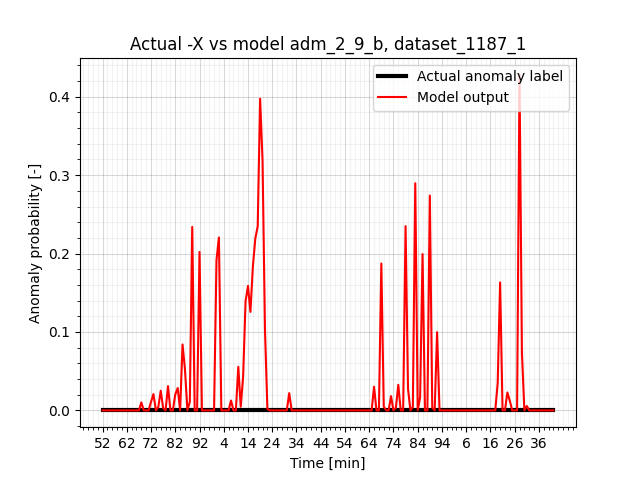 Actual -X vs model adm_2_9_b, dataset_1187_1
Actual anomaly label
Model output
Anomaly probability [-]
0.4
0.3
0.2
0.1
0.0
52 62 72 82 92 4 14 24 34 44 54 64 74 84 94 6 16 26 36
Time [min]